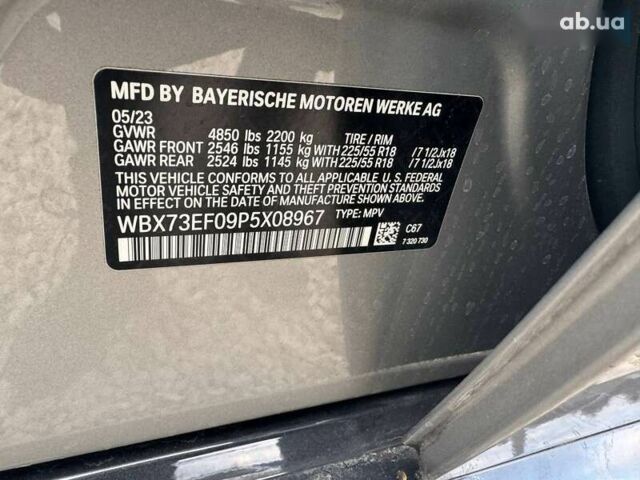 ab.ua
MFD BY BAYERISCHE MOTOREN WERKE AG
05/23
GVWR 4850 lbs 2200 kg TIRE / RIM
GAWR FRONT 2546 lbs 1155 kg WITH 225/55 R18 /7 1/2Jx18
GAWR REAR 2524 lbs 1145 kg WITH 225/55 R18 /7 1/2Jx18
THIS VEHICLE CONFORMS TO ALL APPLICABLE U. S. FEDERAL
MOTOR VEHICLE SAFETY, BUMPER, AND THEFT PREVENTION STANDARDS
IN EFFECT ON THE DATE OF MANUFACTURE SHOWN ABOVE.
WBX73EF09P5X08967 TYPE: MPV
C67
7 320 730